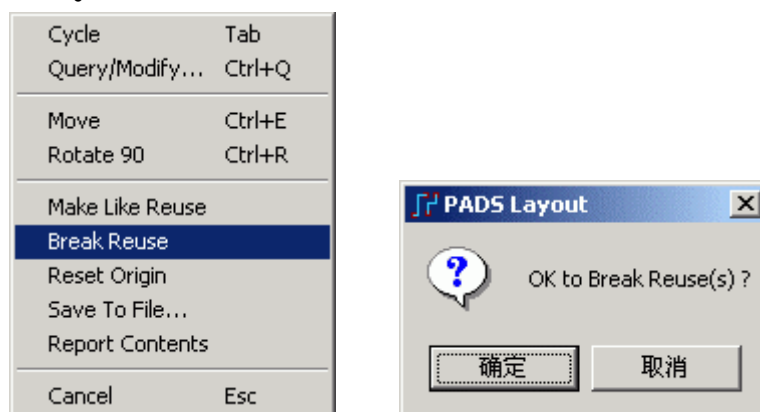 Cycle Tab
Query/Modify... Ctrl+Q
Move Ctrl+E
Rotate 90 Ctrl+R
Make Like Reuse
Break Reuse
Reset Origin
Save To File...
Report Contents
Cancel Esc
PADS Layout
OK to Break Reuse(s) ?
确定 取消